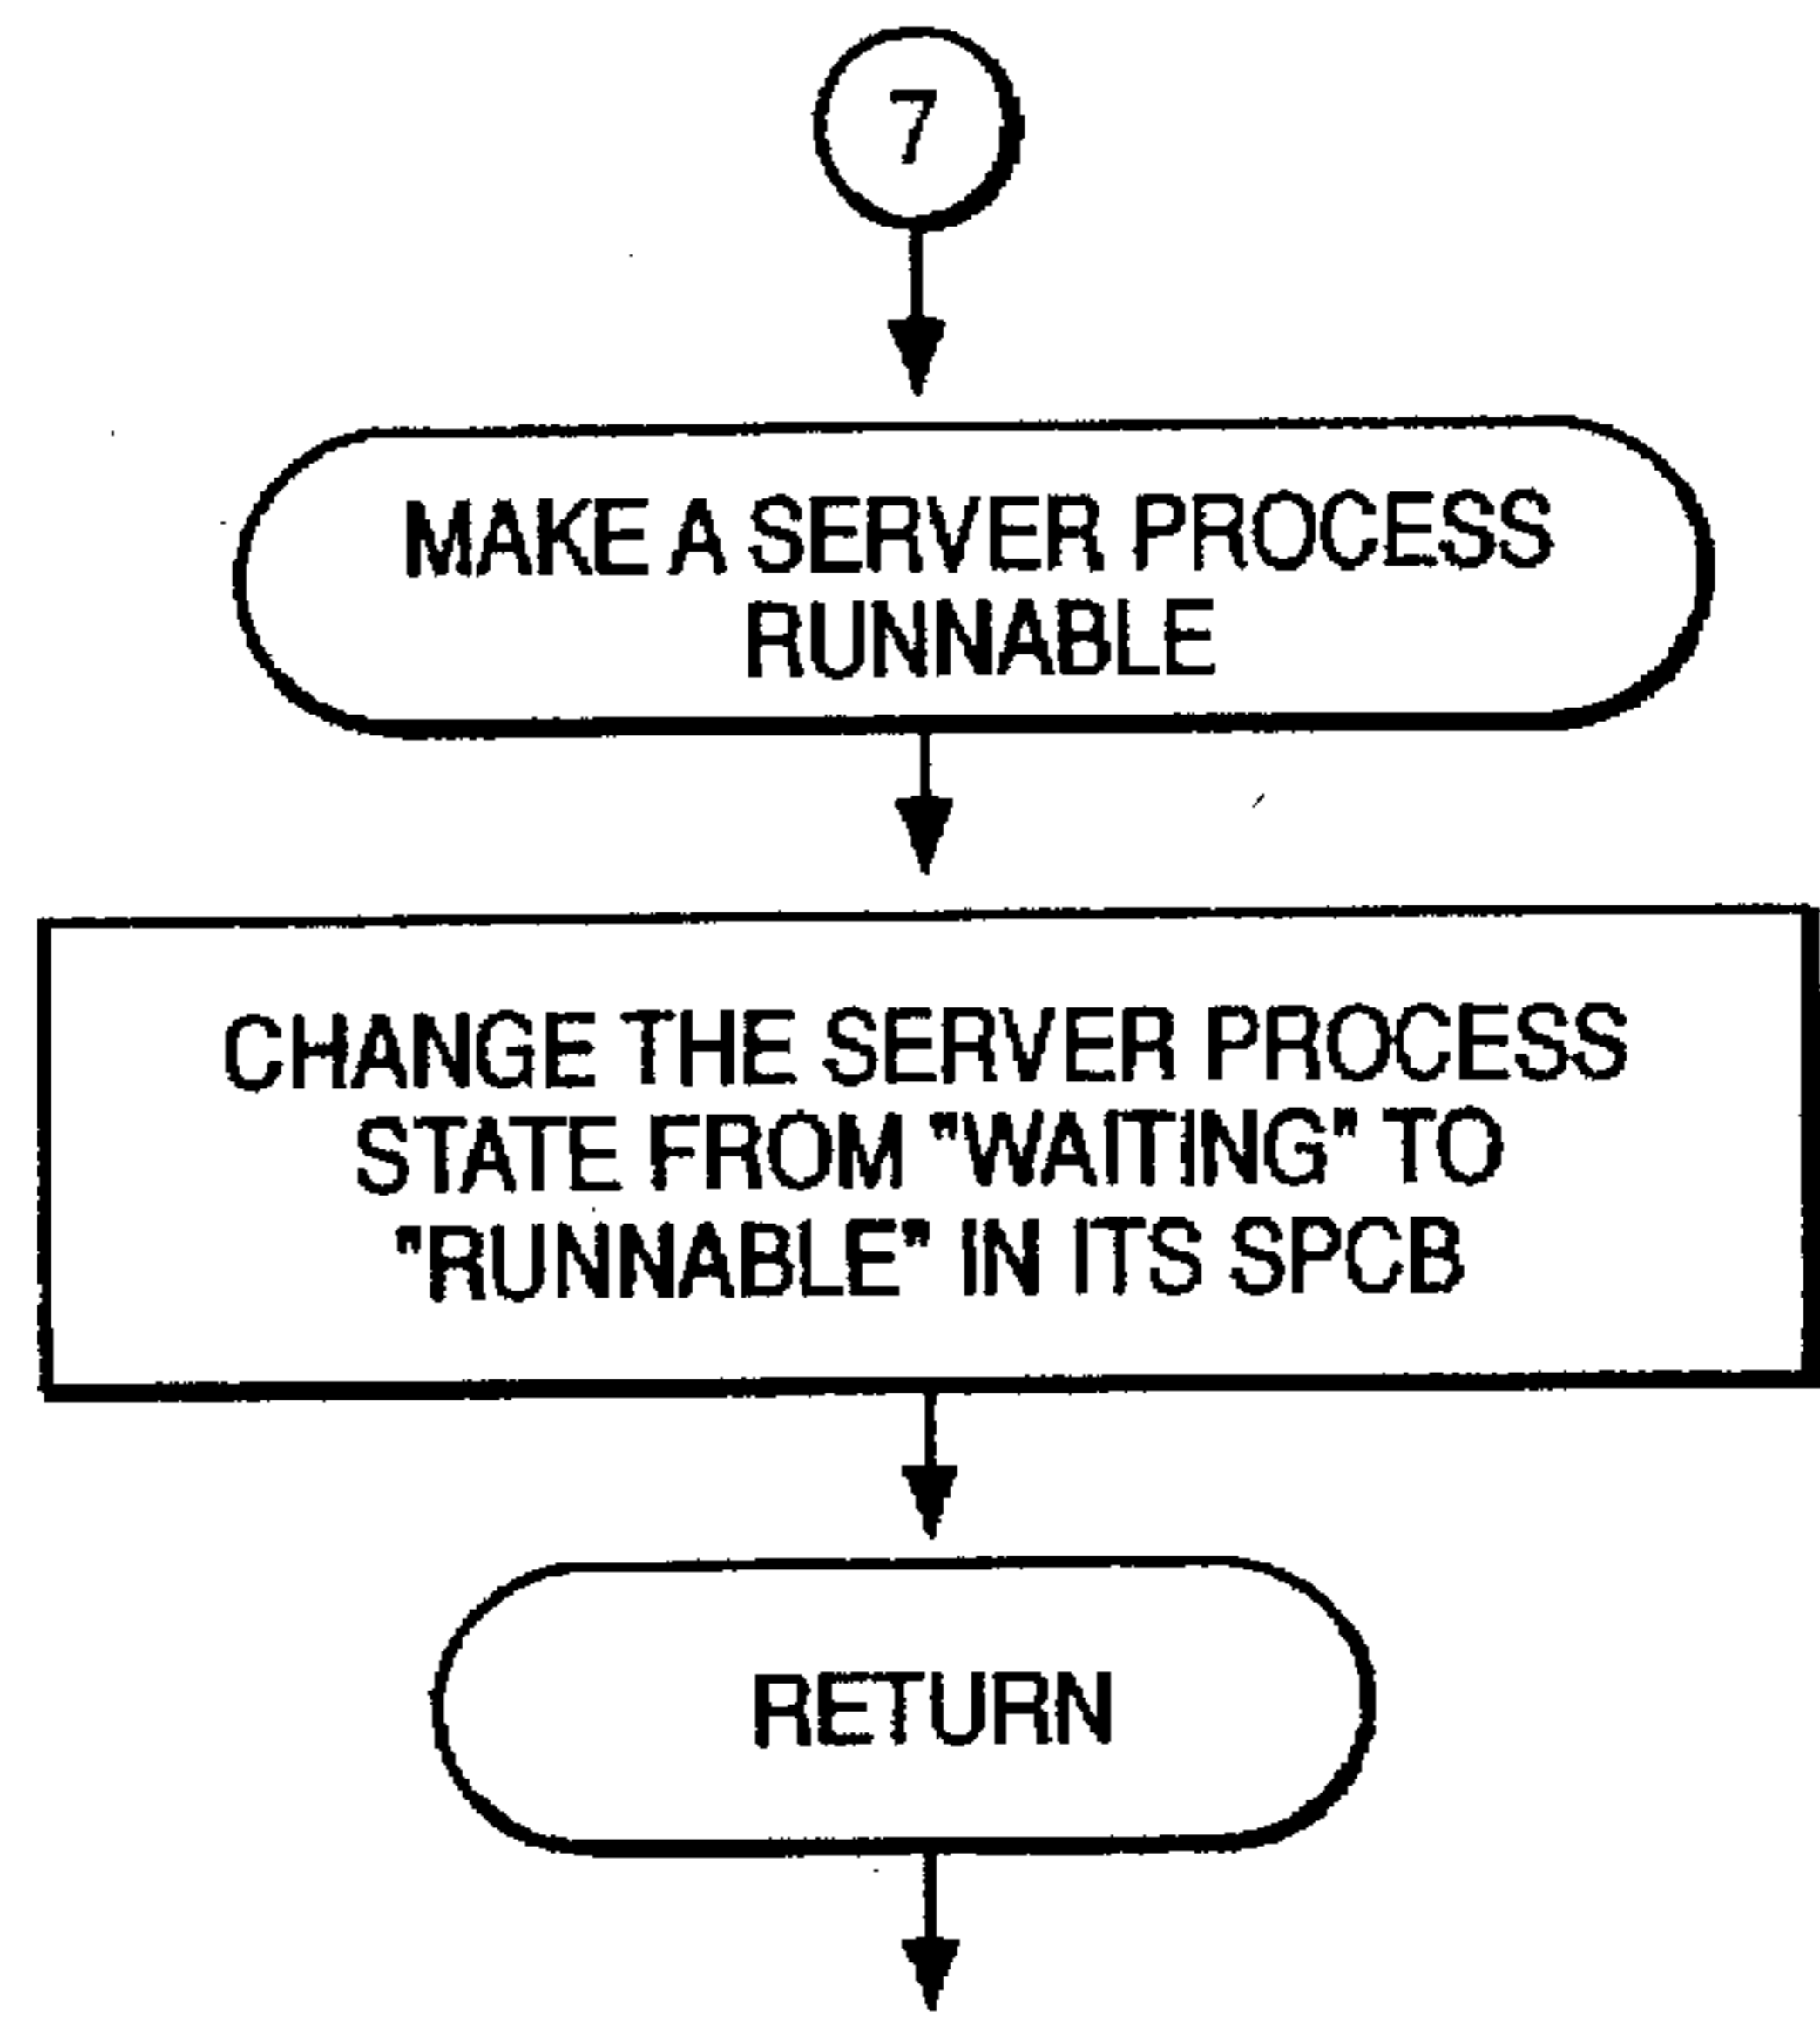 7
MAKE A SERVER PROCESS
RUNNABLE
CHANGE THE SERVER PROCESS
STATE FROM "WAITING" TO
"RUNNABLE" IN ITS SPCB
RETURN